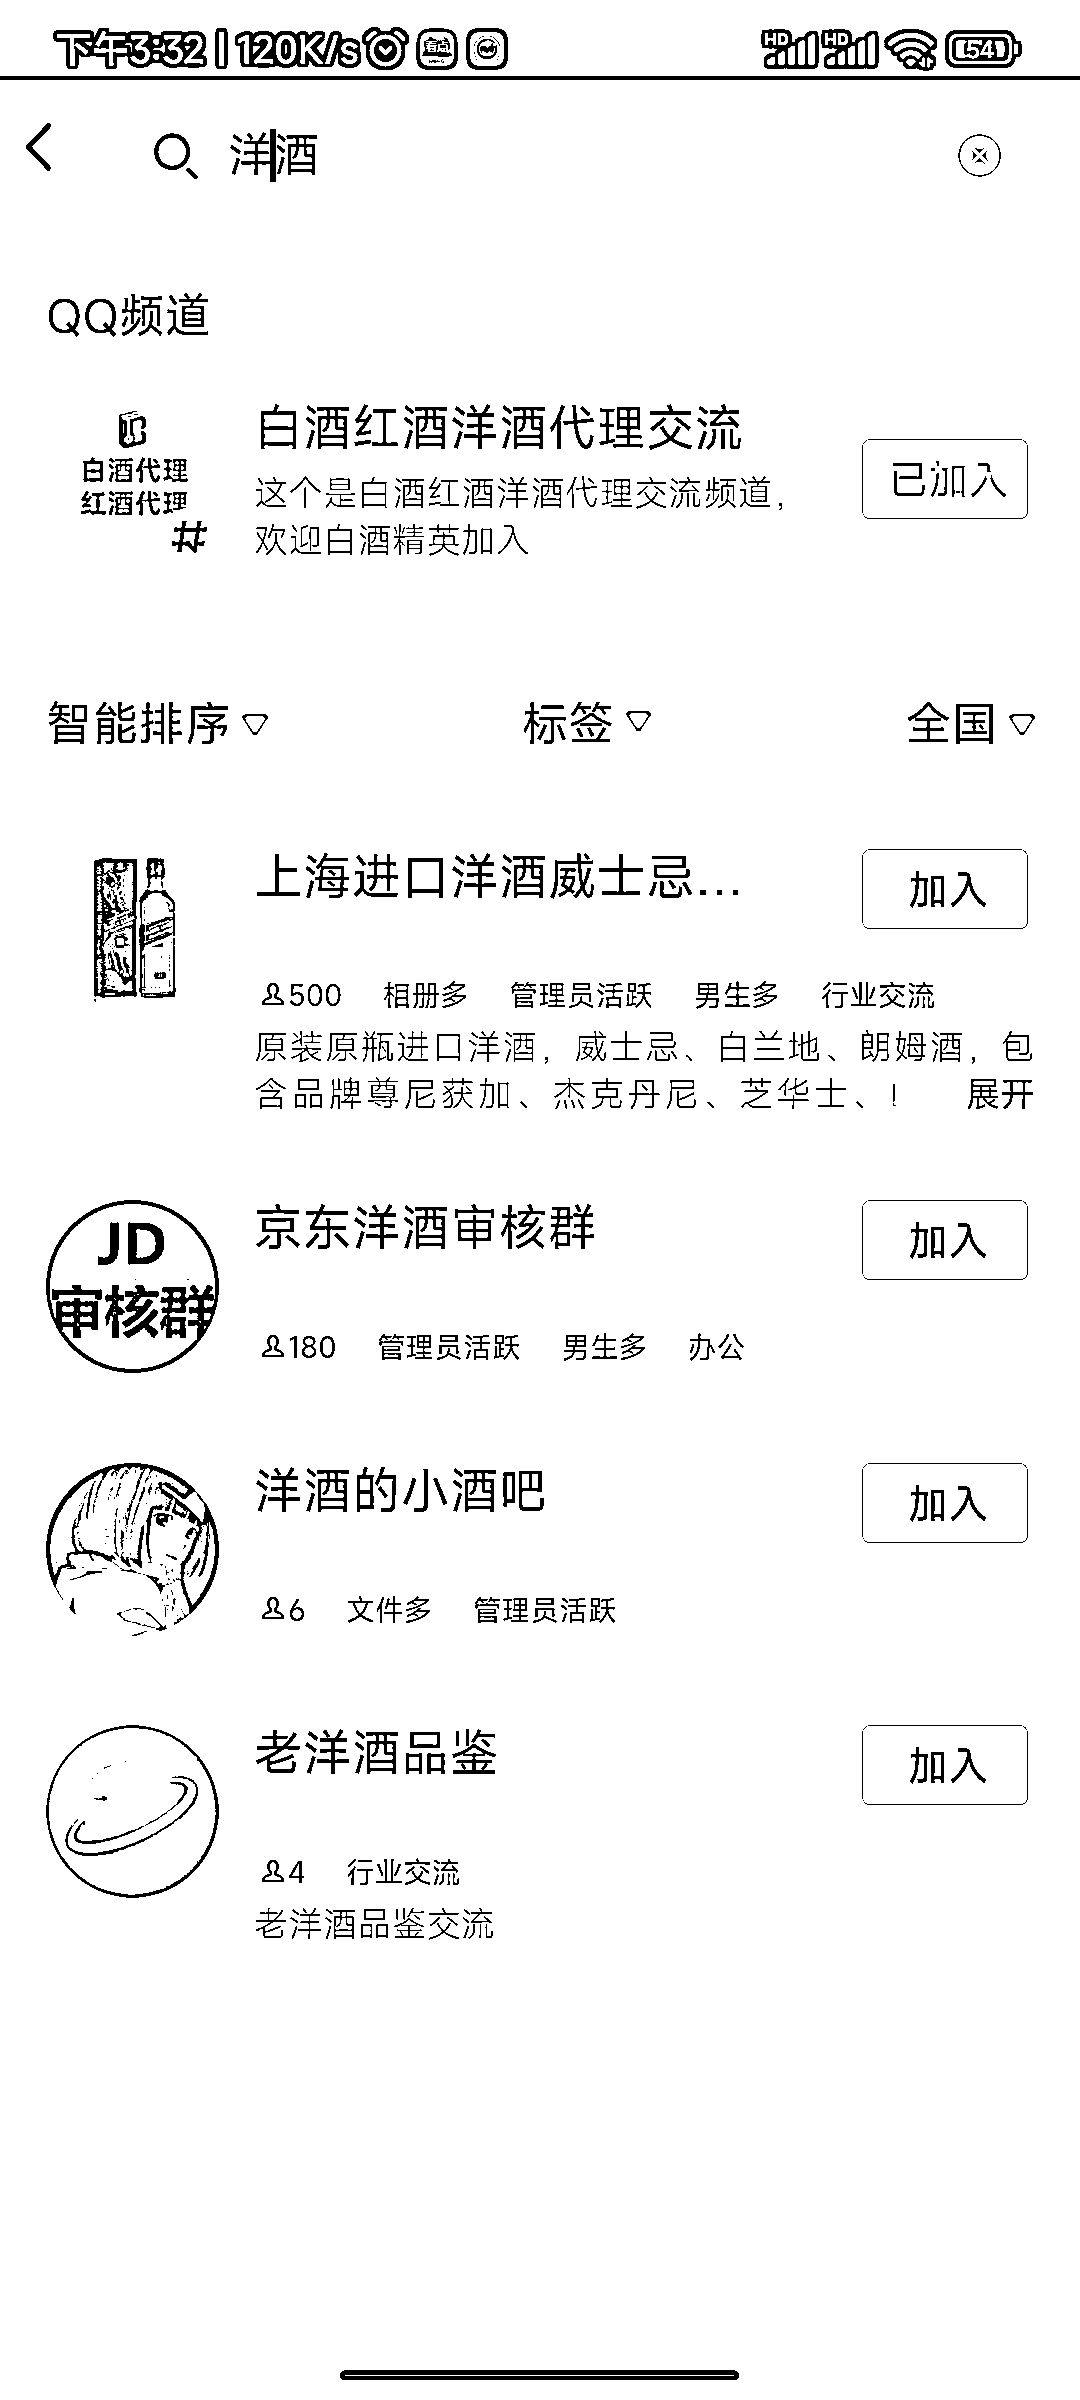 下午3:32 | 120K/s
HD HD 54
洋酒
QQ频道
白酒代理
红酒代理
#
白酒红酒洋酒代理交流
这个是白酒红酒洋酒代理交流频道，
欢迎白酒精英加入
已加入
智能排序 标签 全国
上海进口洋酒威士忌...
加入
500 相册多 管理员活跃 男生多 行业交流
原装原瓶进口洋酒，威士忌、白兰地、朗姆酒，包
含品牌尊尼获加、杰克丹尼、芝华士、! 展开
JD
审核群
京东洋酒审核群
加入
180 管理员活跃 男生多 办公
洋酒的小酒吧
加入
6 文件多 管理员活跃
老洋酒品鉴
加入
4 行业交流
老洋酒品鉴交流